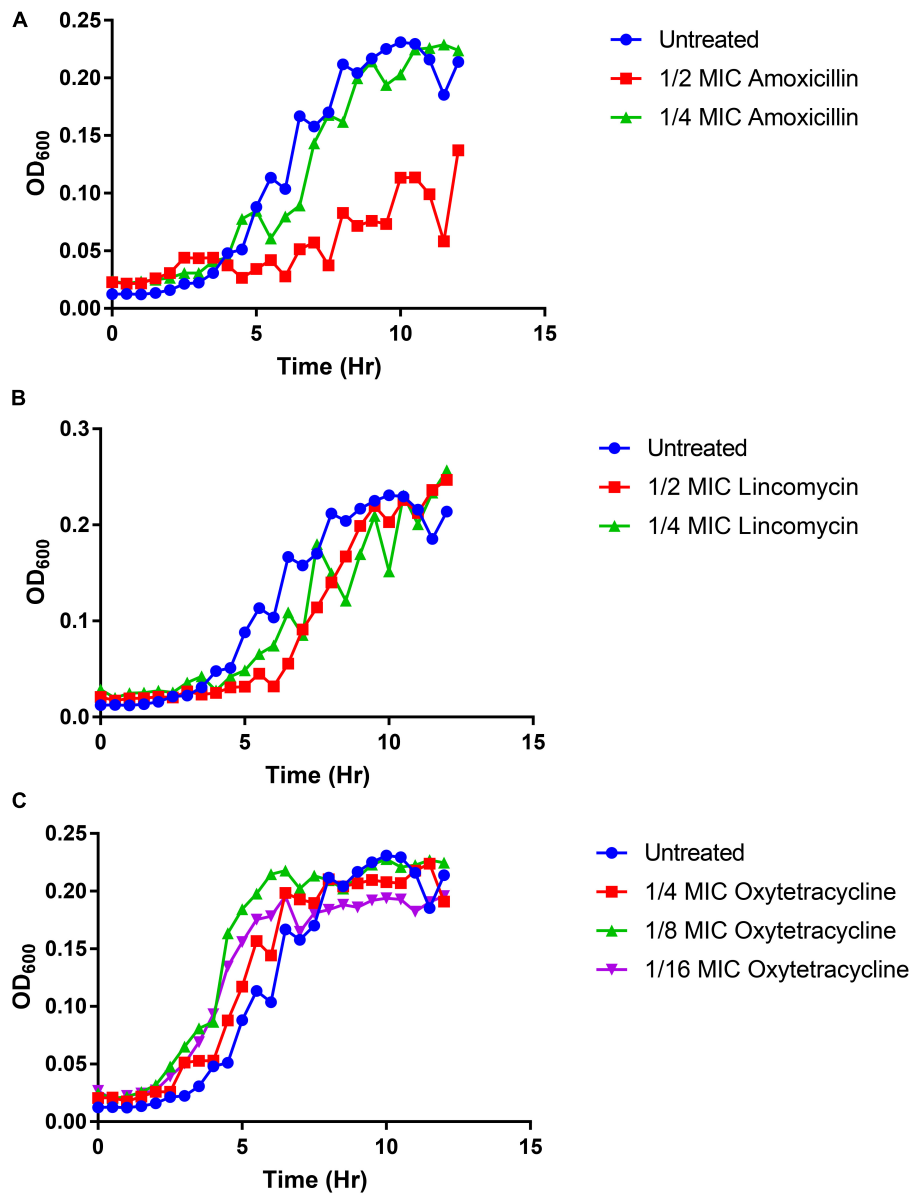 A
0.25
0.20
0.15
0.10
0.05
0.00
OD600
0 5 10 15
Time (Hr)
Untreated
1/2 MIC Amoxicillin
1/4 MIC Amoxicillin
B
0.3
0.2
0.1
0.0
OD600
0 5 10 15
Time (Hr)
Untreated
1/2 MIC Lincomycin
1/4 MIC Lincomycin
C
0.25
0.20
0.15
0.10
0.05
0.00
OD600
0 5 10 15
Time (Hr)
Untreated
1/4 MIC Oxytetracycline
1/8 MIC Oxytetracycline
1/16 MIC Oxytetracycline